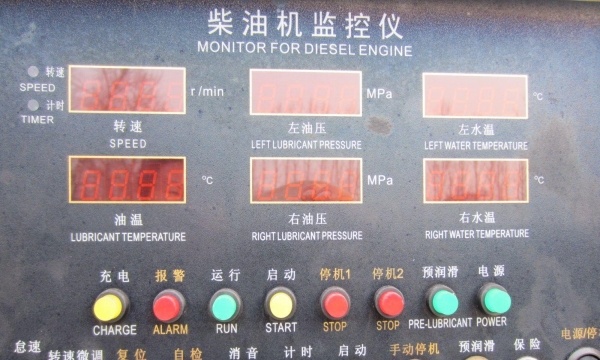 柴油机监控仪
MONITOR FOR DIESEL ENGINE
转速
SPEED
计时
TIMER
r/min
转速
SPEED
MPa
左油压
LEFT LUBRICANT PRESSURE
°C
左水温
LEFT WATER TEMPERATURE
°C
油温
LUBRICANT TEMPERATURE
MPa
右油压
RIGHT LUBRICANT PRESSURE
°C
右水温
RIGHT WATER TEMPERATURE
充电 报警 运行 启动 停机1 停机2 预润滑 电源
CHARGE ALARM RUN START STOP STOP PRE-LUBRICANT POWER
怠速 转速微调 复位 自检 消音 计时 启动 手动停机 保险 电源/停